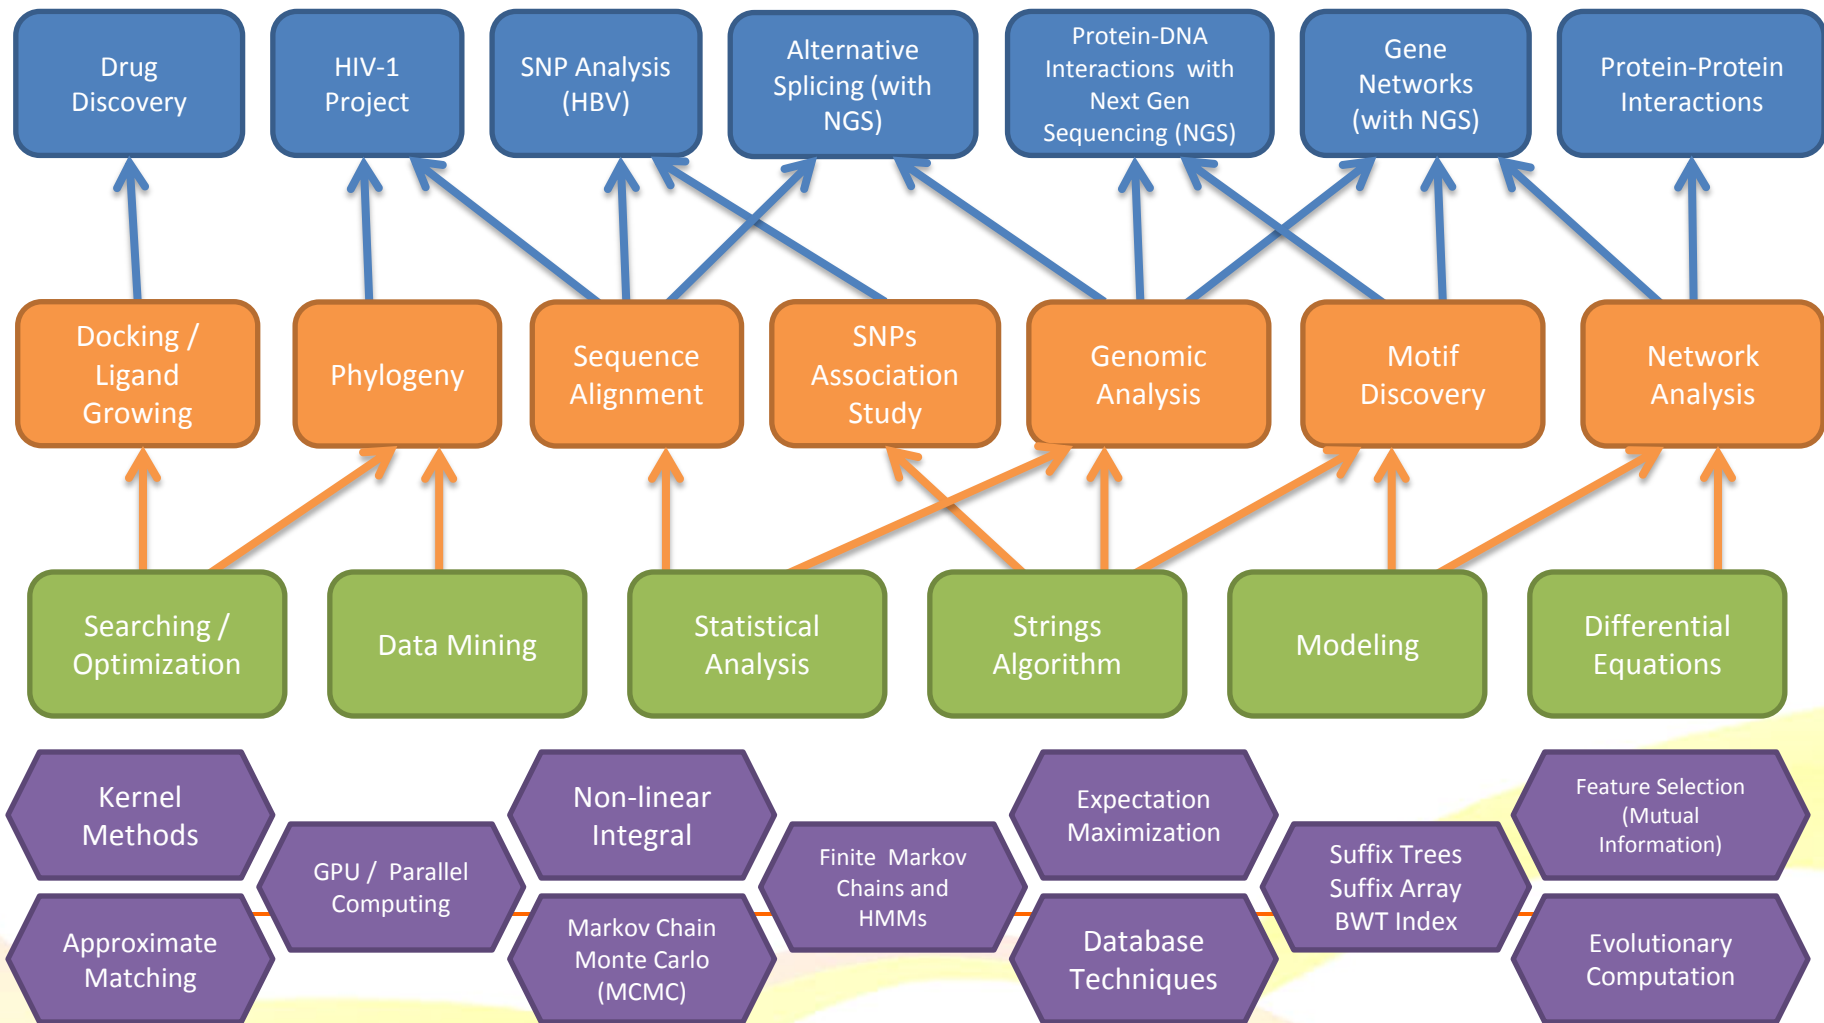 Drug
Discovery
HIV-1
Project
SNP Analysis
(HBV)
Alternative
Splicing (with
NGS)
Protein-DNA
Interactions with
Next Gen
Sequencing (NGS)
Gene
Networks
(with NGS)
Protein-Protein
Interactions
Docking /
Ligand
Growing
Phylogeny
Sequence
Alignment
SNPs
Association
Study
Genomic
Analysis
Motif
Discovery
Network
Analysis
Searching /
Optimization
Data Mining
Statistical
Analysis
Strings
Algorithm
Modeling
Differential
Equations
Kernel
Methods
GPU / Parallel
Computing
Non-linear
Integral
Finite Markov
Chains and
HMMs
Expectation
Maximization
Suffix Trees
Suffix Array
BWT Index
Feature Selection
(Mutual
Information)
Approximate
Matching
Markov Chain
Monte Carlo
(MCMC)
Database
Techniques
Evolutionary
Computation